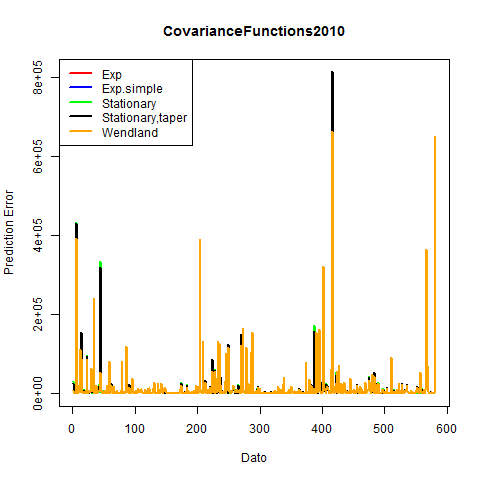 CovarianceFunctions2010
Exp
Exp.simple
Stationary
Stationary,taper
Wendland
Prediction Error
0e+00
2e+05
4e+05
6e+05
8e+05
0 100 200 300 400 500 600
Dato